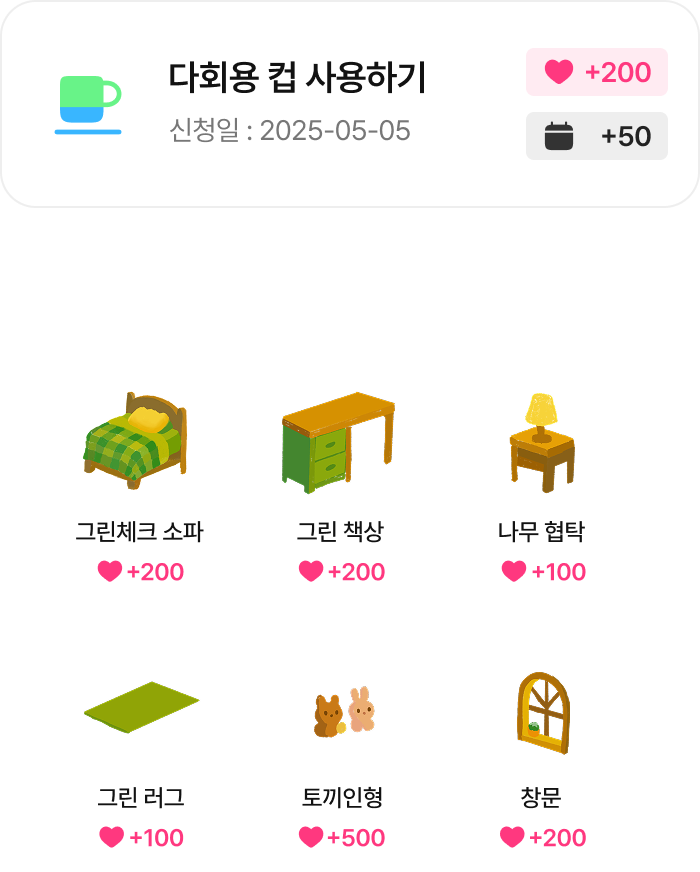 다회용 컵 사용하기
+200
신청일 : 2025-05-05
+50
그린체크 소파
그린 책상
나무 협탁
+200
+200
+100
그린 러그
토끼인형
창문
+100
+500
+200